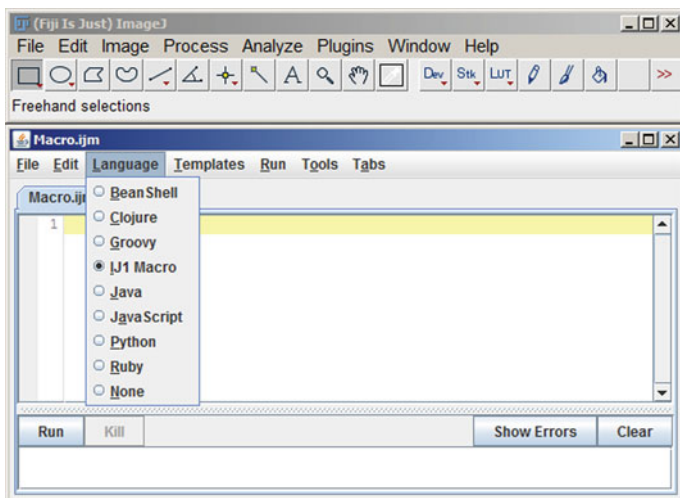 (Fiji Is Just) ImageJ
File Edit Image Process Analyze Plugins Window Help
A Dev Stk LUT >>
Freehand selections
Macro.ijm
File Edit Language Templates Run Tools Tabs
Macro.ij
BeanShell
1
Clojure
Groovy
IJ1 Macro
Java
JavaScript
Python
Ruby
None
Run Kill Show Errors Clear